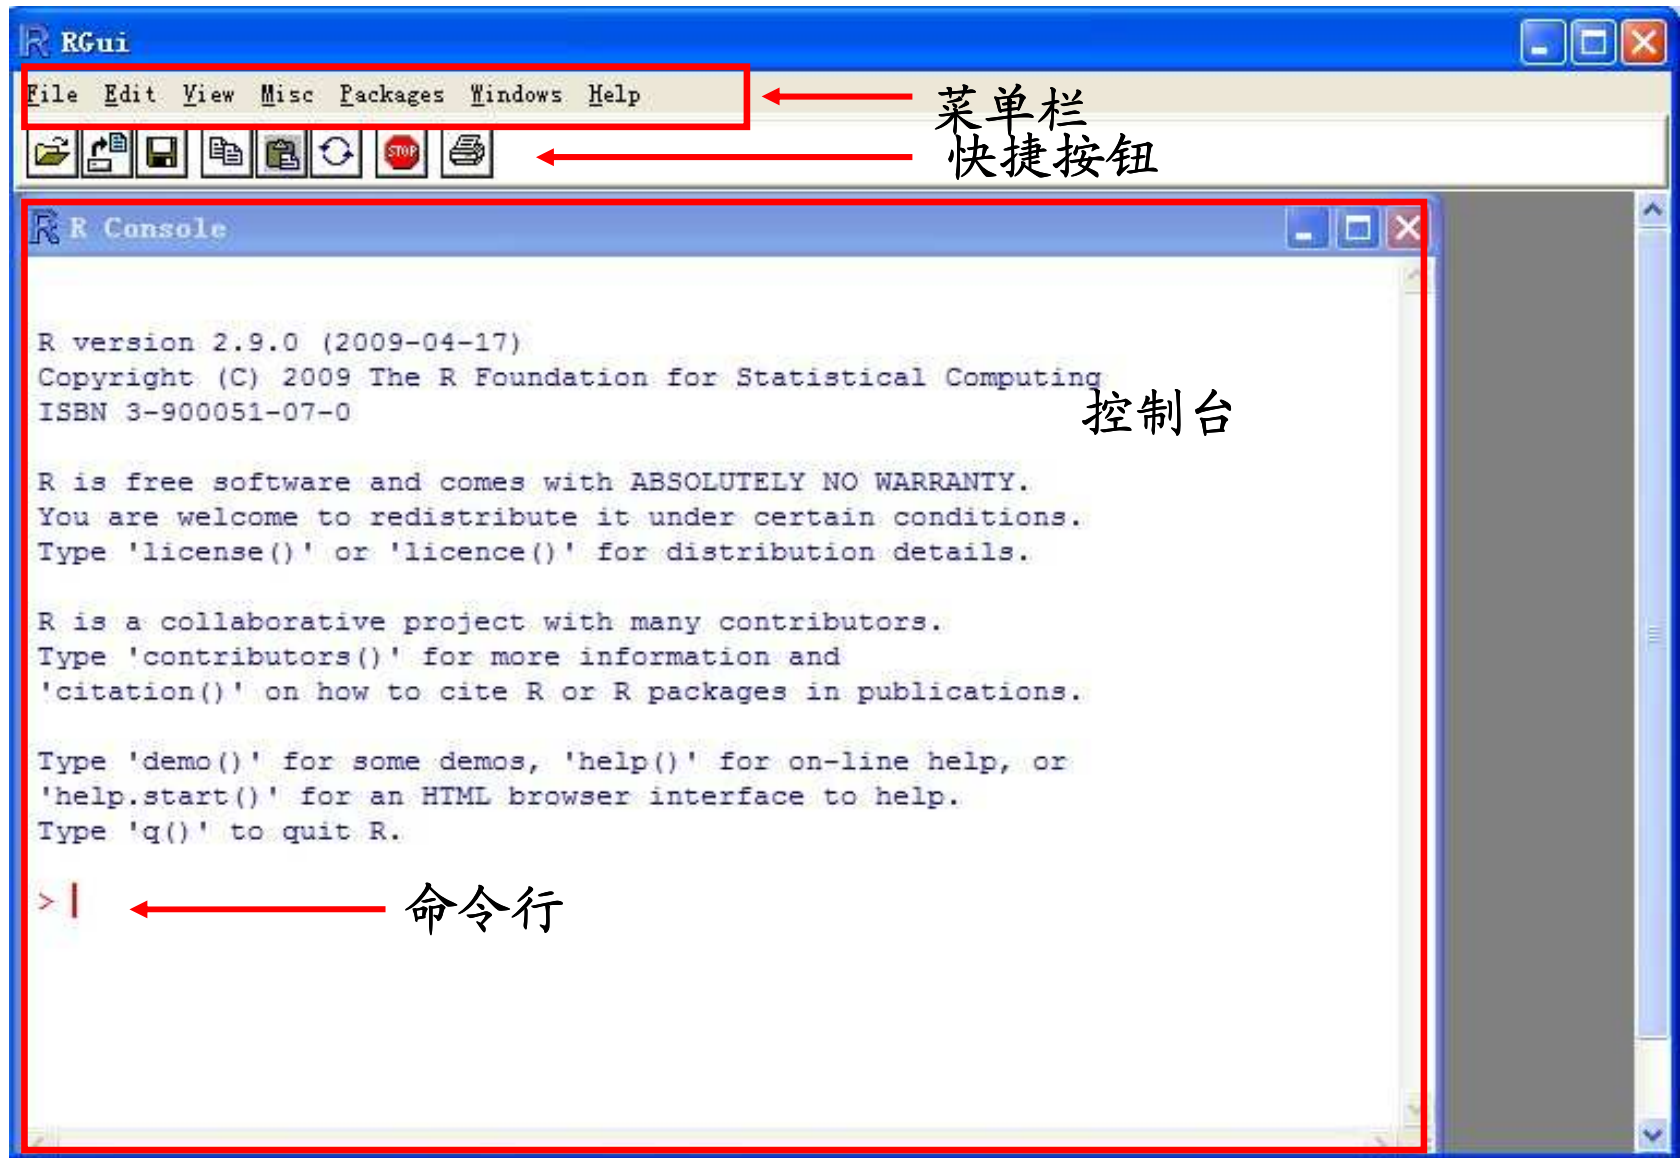 RGui
File Edit View Misc Packages Windows Help
菜单栏
STOP
快捷按钮
R Console
R version 2.9.0 (2009-04-17)
Copyright (C) 2009 The R Foundation for Statistical Computing
ISBN 3-900051-07-0
控制台
R is free software and comes with ABSOLUTELY NO WARRANTY.
You are welcome to redistribute it under certain conditions.
Type 'license()' or 'licence()' for distribution details.
R is a collaborative project with many contributors.
Type 'contributors()' for more information and
'citation()' on how to cite R or R packages in publications.
Type 'demo()' for some demos, 'help()' for on-line help, or
'help.start()' for an HTML browser interface to help.
Type 'q()' to quit R.
>
命令行